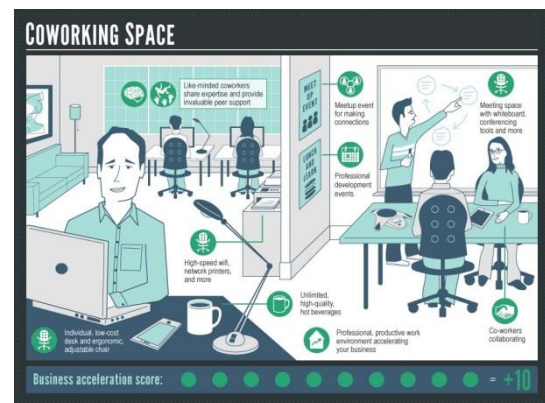 COWORKING SPACE
Like-minded coworkers
share expertise and provide
invaluable peer support
MEET
UP
EVENT
Meetup event
for making
connections
Meeting space
with whiteboard,
conferencing
tools and more
LUNCH
AND
LEARN
Professional
development
events
High-speed wifi,
network printers,
and more
Unlimited,
high-quality,
hot beverages
Individual, low-cost
desk and ergonomic,
adjustable chair
Professional, productive work
environment accelerating
your business
Co-workers
collaborating
Business acceleration score: = +10